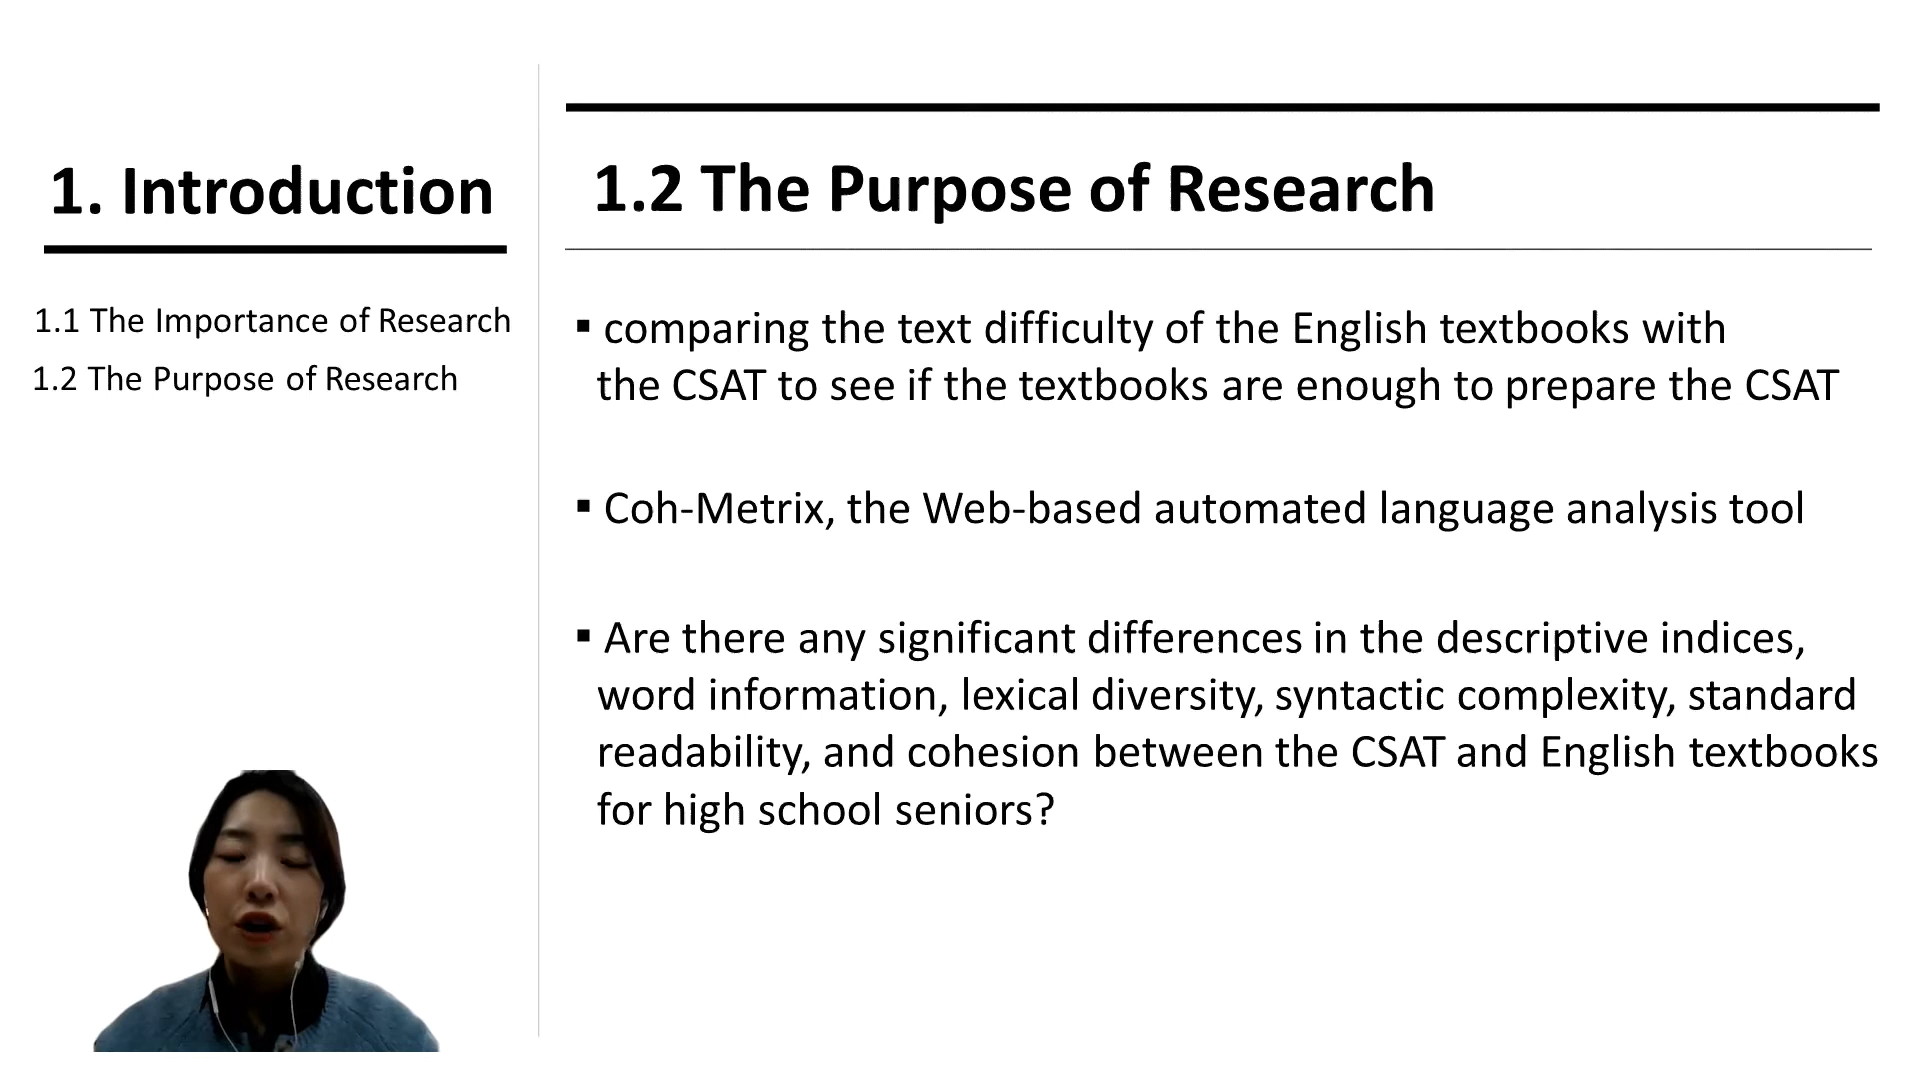 1. Introduction
1.1 The Importance of Research
1.2 The Purpose of Research
1.2 The Purpose of Research
▪ comparing the text difficulty of the English textbooks with
the CSAT to see if the textbooks are enough to prepare the CSAT
▪ Coh-Metrix, the Web-based automated language analysis tool
▪ Are there any significant differences in the descriptive indices,
word information, lexical diversity, syntactic complexity, standard
readability, and cohesion between the CSAT and English textbooks
for high school seniors?